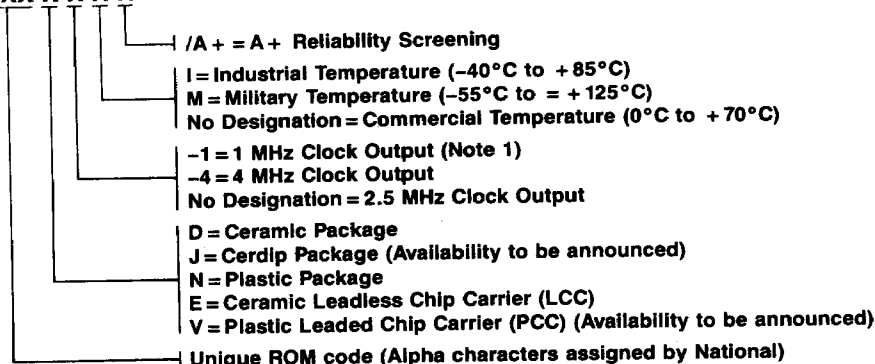 /A + = A + Reliability Screening
I = Industrial Temperature (–40°C to +85°C)
M = Military Temperature (–55°C to = +125°C)
No Designation = Commercial Temperature (0°C to +70°C)
–1 = 1 MHz Clock Output (Note 1)
–4 = 4 MHz Clock Output
No Designation = 2.5 MHz Clock Output
D = Ceramic Package
J = Cerdip Package (Availability to be announced)
N = Plastic Package
E = Ceramic Leadless Chip Carrier (LCC)
V = Plastic Leaded Chip Carrier (PCC) (Availability to be announced)
Unique ROM code (Alpha characters assigned by National)